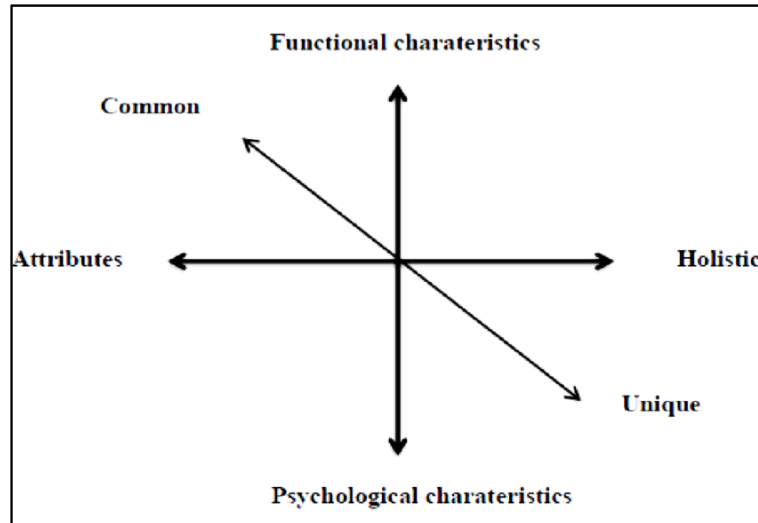 Functional charateristics
Common
Attributes
Holistic
Unique
Psychological charateristics